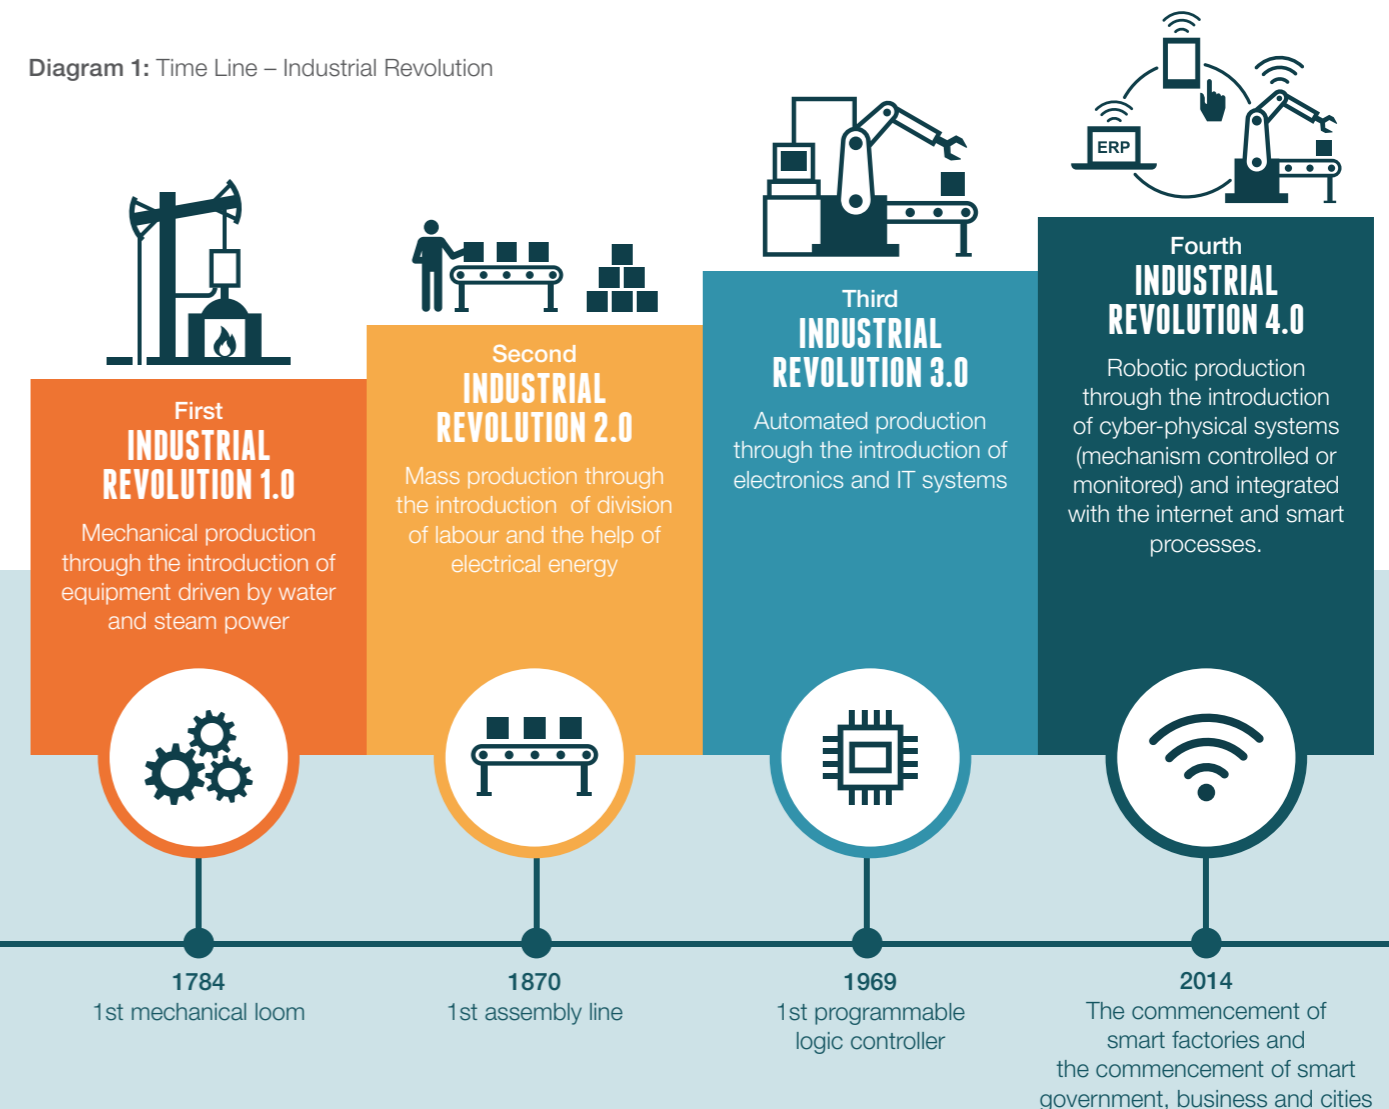 Diagram 1: Time Line – Industrial Revolution
ERP
First
INDUSTRIAL
REVOLUTION 1.0
Mechanical production
through the introduction of
equipment driven by water
and steam power
Second
INDUSTRIAL
REVOLUTION 2.0
Mass production through
the introduction of division
of labour and the help of
electrical energy
Third
INDUSTRIAL
REVOLUTION 3.0
Automated production
through the introduction of
electronics and IT systems
Fourth
INDUSTRIAL
REVOLUTION 4.0
Robotic production
through the introduction
of cyber-physical systems
(mechanism controlled or
monitored) and integrated
with the internet and smart
processes.
1784
1st mechanical loom
1870
1st assembly line
1969
1st programmable
logic controller
2014
The commencement of
smart factories and
the commencement of smart
government, business and cities